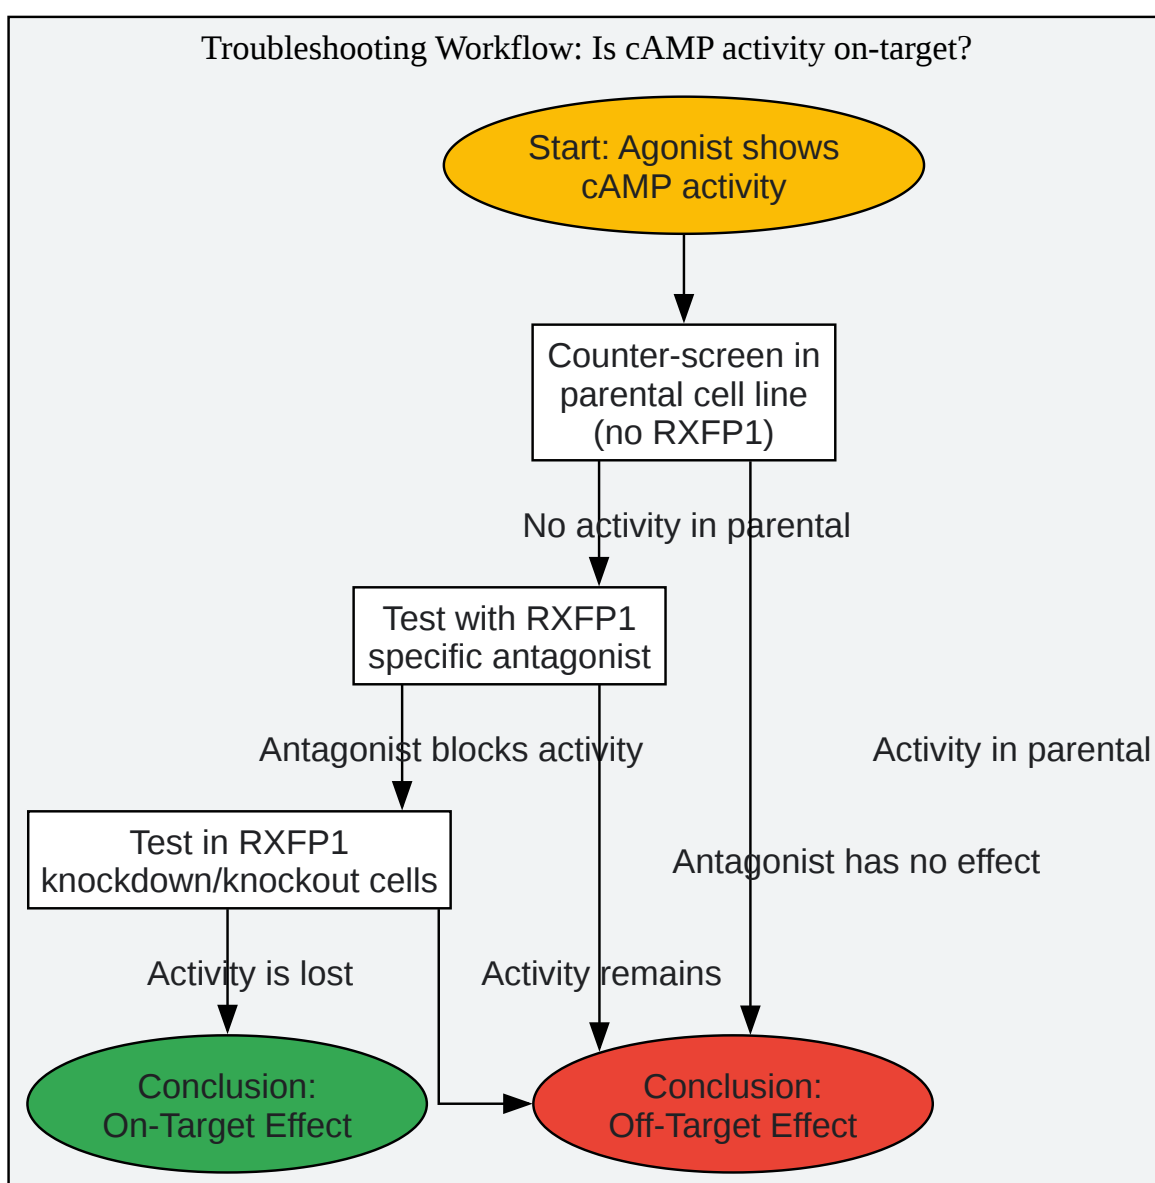 Troubleshooting Workflow: Is cAMP activity on-target?
Start: Agonist shows
cAMP activity
Counter-screen in
parental cell line
(no RXFP1)
No activity in parental
Test with RXFP1
specific antagonist
Antagonist blocks activity
Activity in parental
Test in RXFP1
knockdown/knockout cells
Antagonist has no effect
Activity is lost
Activity remains
Conclusion:
On-Target Effect
Conclusion:
Off-Target Effect